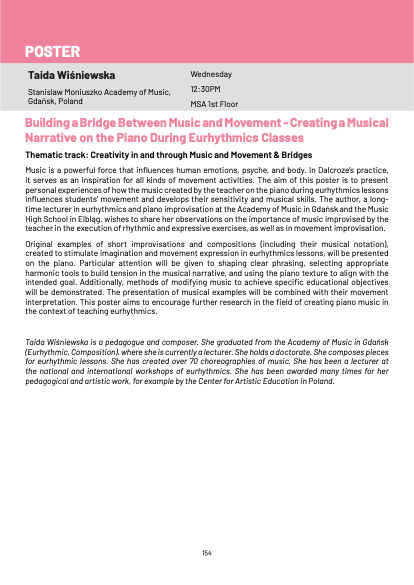 POSTER
Taida Wiśniewska
Stanislaw Moniuszko Academy of Music,
Gdańsk, Poland
Wednesday
12:30PM
MSA 1st Floor
Building a Bridge Between Music and Movement - Creating a Musical
Narrative on the Piano During Eurhythmics Classes
Thematic track: Creativity in and through Music and Movement & Bridges
Music is a powerful force that influences human emotions, psyche, and body. In Dalcroze's practice,
it serves as an inspiration for all kinds of movement activities. The aim of this poster is to present
personal experiences of how the music created by the teacher on the piano during eurhythmics lessons
influences students' movement and develops their sensitivity and musical skills. The author, a long-
time lecturer in eurhythmics and piano improvisation at the Academy of Music in Gdańsk and the Music
High School in Elbląg, wishes to share her observations on the importance of music improvised by the
teacher in the execution of rhythmic and expressive exercises, as well as in movement improvisation.
Original examples of short improvisations and compositions (including their musical notation),
created to stimulate imagination and movement expression in eurhythmics lessons, will be presented
on the piano. Particular attention will be given to shaping clear phrasing, selecting appropriate
harmonic tools to build tension in the musical narrative, and using the piano texture to align with the
intended goal. Additionally, methods of modifying music to achieve specific educational objectives
will be demonstrated. The presentation of musical examples will be combined with their movement
interpretation. This poster aims to encourage further research in the field of creating piano music in
the context of teaching eurhythmics.
Taida Wiśniewska is a pedagogue and composer. She graduated from the Academy of Music in Gdańsk
(Eurhythmic, Composition), where she is currently a lecturer. She holds a doctorate. She composes pieces
for eurhythmic lessons. She has created over 70 choreographies of music. She has been a lecturer at
the national and international workshops of eurhythmics. She has been awarded many times for her
pedagogical and artistic work, for example by the Center for Artistic Education in Poland.
154